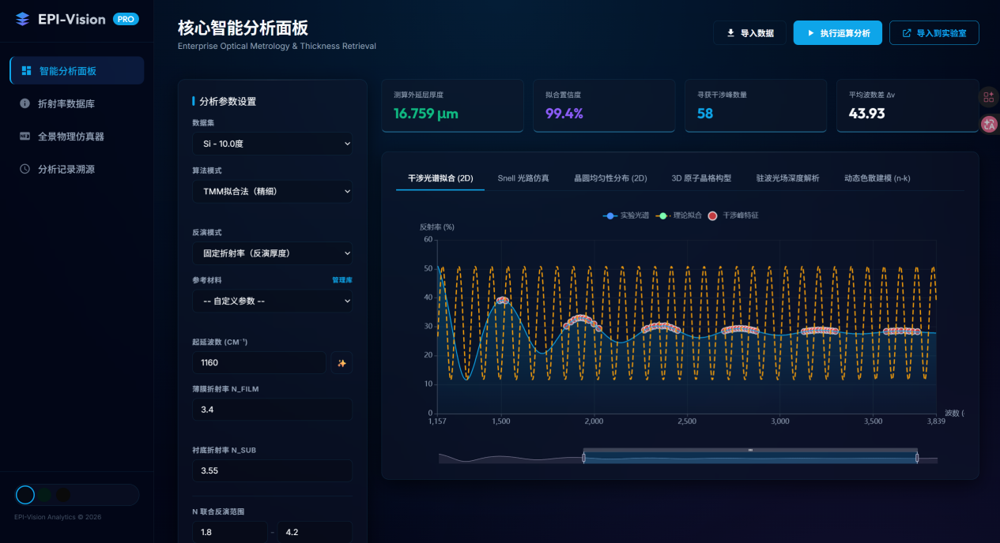 EPI-Vision PRO
智能分析面板
折射率数据库
全景物理仿真器
分析记录溯源
EPI-Vision Analytics © 2026
核心智能分析面板
Enterprise Optical Metrology & Thickness Retrieval
导入数据
执行运算分析
导入到实验室
分析参数设置
数据集
Si - 10.0度
算法模式
TMM拟合法（精细）
反演模式
固定折射率（反演厚度）
参考材料 管理库
-- 自定义参数 --
起延波数 (CM⁻¹)
1160
薄膜折射率 N_FILM
3.4
衬底折射率 N_SUB
3.55
N 联合反演范围
1.8 - 4.2
测算外延层厚度
16.759 μm
拟合置信度
99.4%
寻获干涉峰数量
58
平均波数差 Δv
43.93
干涉光谱拟合 (2D)
Snell 光路仿真
晶圆均匀性分布 (2D)
3D 原子晶格构型
驻波光场深度解析
动态色散建模 (n-k)
实验光谱 理论拟合 干涉峰特征
反射率 (%)
60
50
40
30
20
10
0
1,157 1,500 2,000 2,500 3,000 3,500 3,839
波数 (